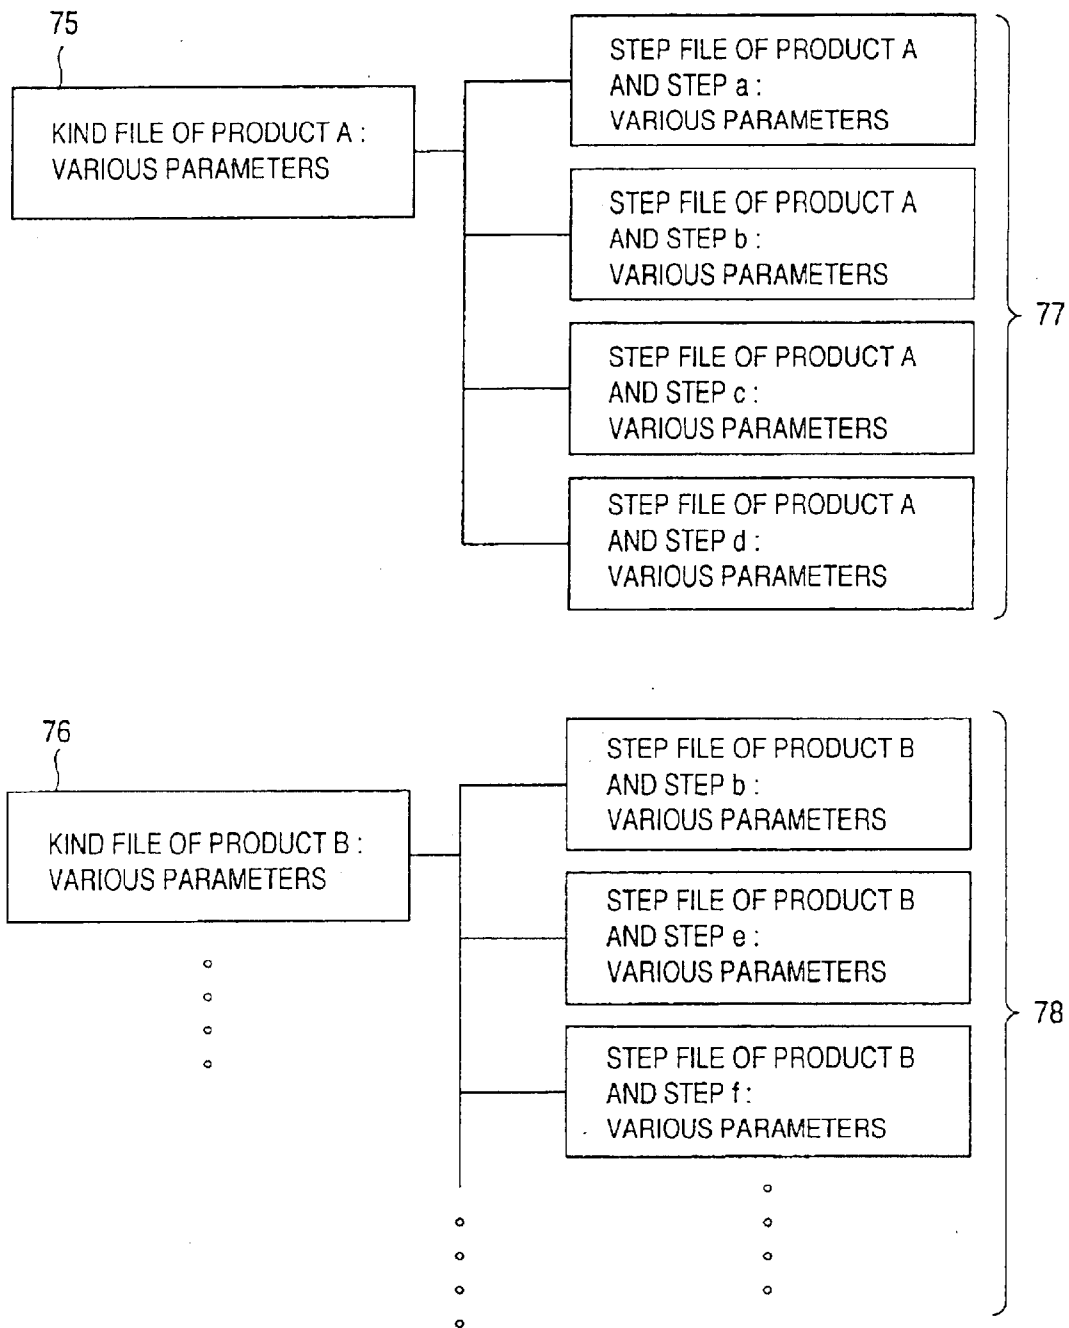 75
KIND FILE OF PRODUCT A :
VARIOUS PARAMETERS
STEP FILE OF PRODUCT A
AND STEP a :
VARIOUS PARAMETERS
STEP FILE OF PRODUCT A
AND STEP b :
VARIOUS PARAMETERS
STEP FILE OF PRODUCT A
AND STEP c :
VARIOUS PARAMETERS
STEP FILE OF PRODUCT A
AND STEP d :
VARIOUS PARAMETERS
77
76
KIND FILE OF PRODUCT B :
VARIOUS PARAMETERS
STEP FILE OF PRODUCT B
AND STEP b :
VARIOUS PARAMETERS
STEP FILE OF PRODUCT B
AND STEP e :
VARIOUS PARAMETERS
STEP FILE OF PRODUCT B
AND STEP f :
VARIOUS PARAMETERS
78